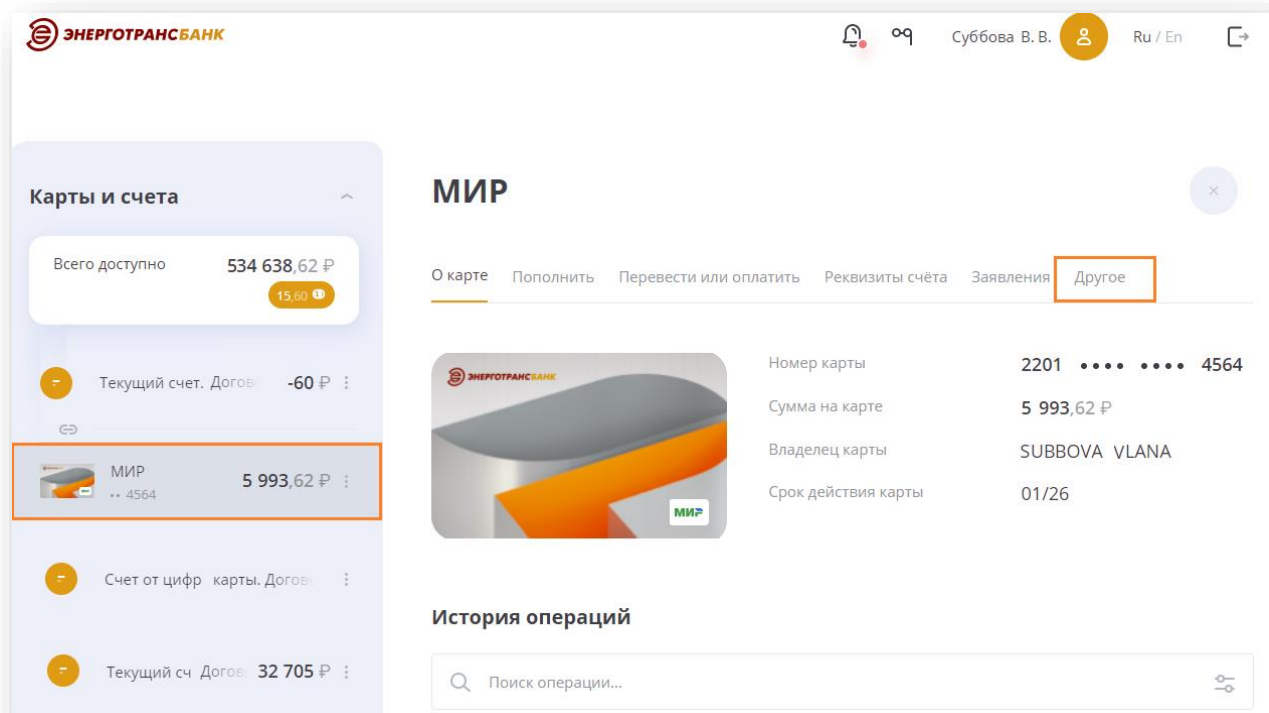 ЭНЕРГОТРАНСБАНК
Суббова В. В.
Ru / En
Карты и счета
Всего доступно 534 638,62 ₽
15,60
Текущий счет. Догов -60 ₽
МИР 5 993,62 ₽
•• 4564
Счет от цифр карты. Догов
Текущий сч Догов 32 705 ₽
МИР
О карте Пополнить Перевести или оплатить Реквизиты счёта Заявления Другое
ЭНЕРГОТРАНСБАНК
МИР
Номер карты 2201 •••• •••• 4564
Сумма на карте 5 993,62 ₽
Владелец карты SUBBOVA VLANA
Срок действия карты 01/26
История операций
Поиск операции...